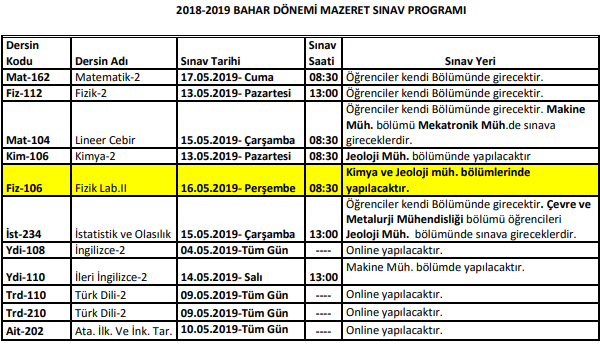 2018-2019 BAHAR DÖNEMİ MAZERET SINAV PROGRAMI
Dersin Kodu Dersin Adı Sınav Tarihi Sınav Saati Sınav Yeri
Mat-162 Matematik-2 17.05.2019- Cuma 08:30 Öğrenciler kendi Bölümünde girecektir.
Fiz-112 Fizik-2 13.05.2019- Pazartesi 13:00 Öğrenciler kendi Bölümünde girecektir.
Mat-104 Lineer Cebir 15.05.2019- Çarşamba 08:30 Öğrenciler kendi Bölümünde girecektir. Makine
Müh. bölümü Mekatronik Müh.de sınava
gireceklerdir.
Kim-106 Kimya-2 13.05.2019- Pazartesi 08:30 Jeoloji Müh. bölümünde yapılacaktır
Fiz-106 Fizik Lab.II 16.05.2019- Perşembe 08:30 Kimya ve Jeoloji müh. bölümlerinde
yapılacaktır.
İst-234 İstatistik ve Olasılık 15.05.2019- Çarşamba 13:00 Öğrenciler kendi Bölümünde girecektir. Çevre ve
Metalurji Mühendisliği bölümü öğrencileri
Jeoloji Müh. bölümünde sınava gireceklerdir.
Ydi-108 İngilizce-2 04.05.2019-Tüm Gün ---- Online yapılacaktır.
Ydi-110 İleri İngilizce-2 14.05.2019- Salı 13:00 Makine Müh. bölümde yapılacaktır.
Trd-110 Türk Dili-2 09.05.2019-Tüm Gün ---- Online yapılacaktır.
Trd-210 Türk Dili-2 09.05.2019-Tüm Gün ---- Online yapılacaktır.
Ait-202 Ata. İlk. Ve İnk. Tar. 10.05.2019-Tüm Gün ---- Online yapılacaktır.